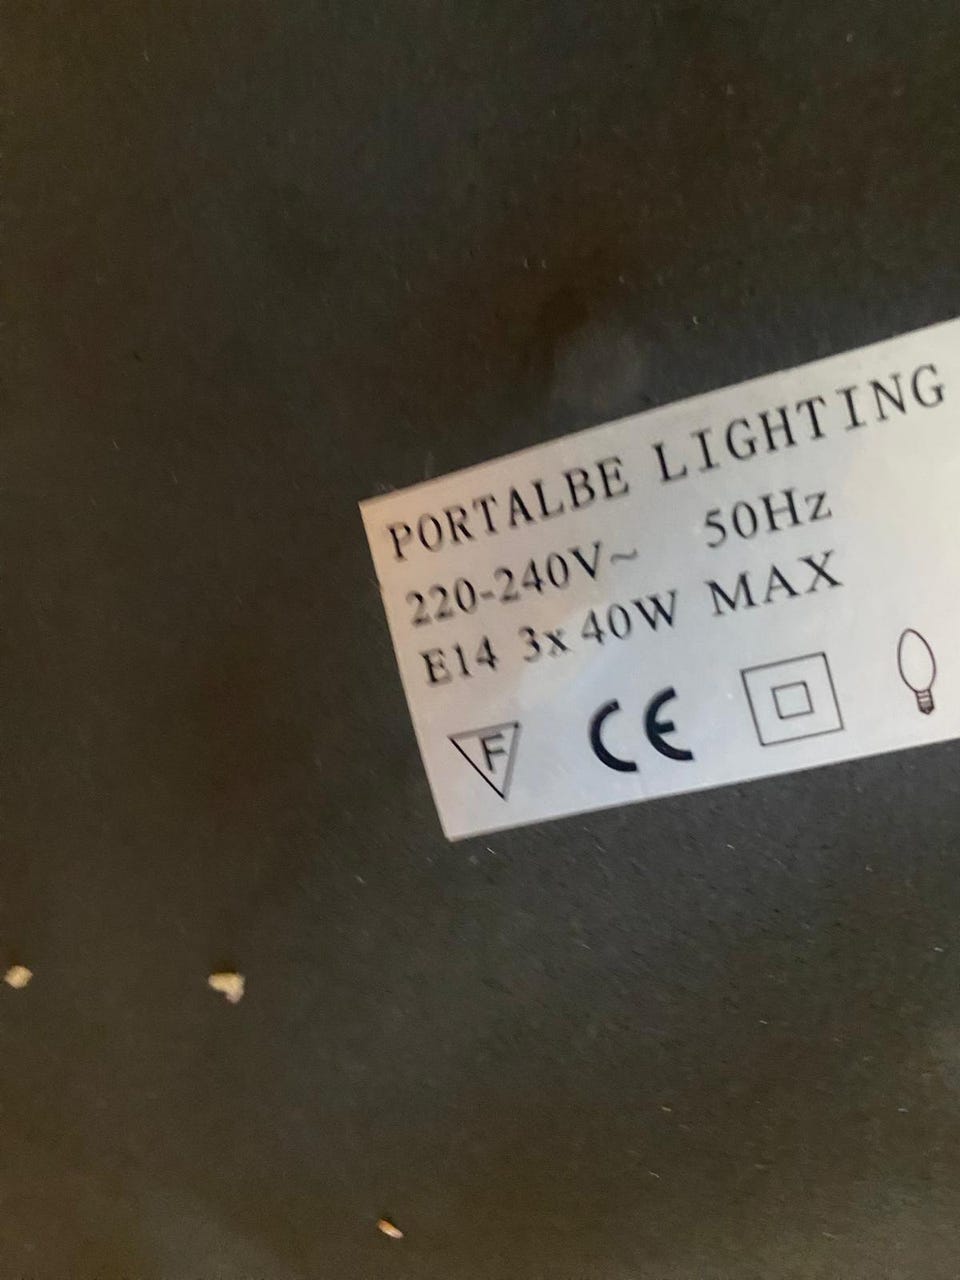 PORTALBE LIGHTING
220-240V~ 50Hz
E14 3x 40W MAX
F CE